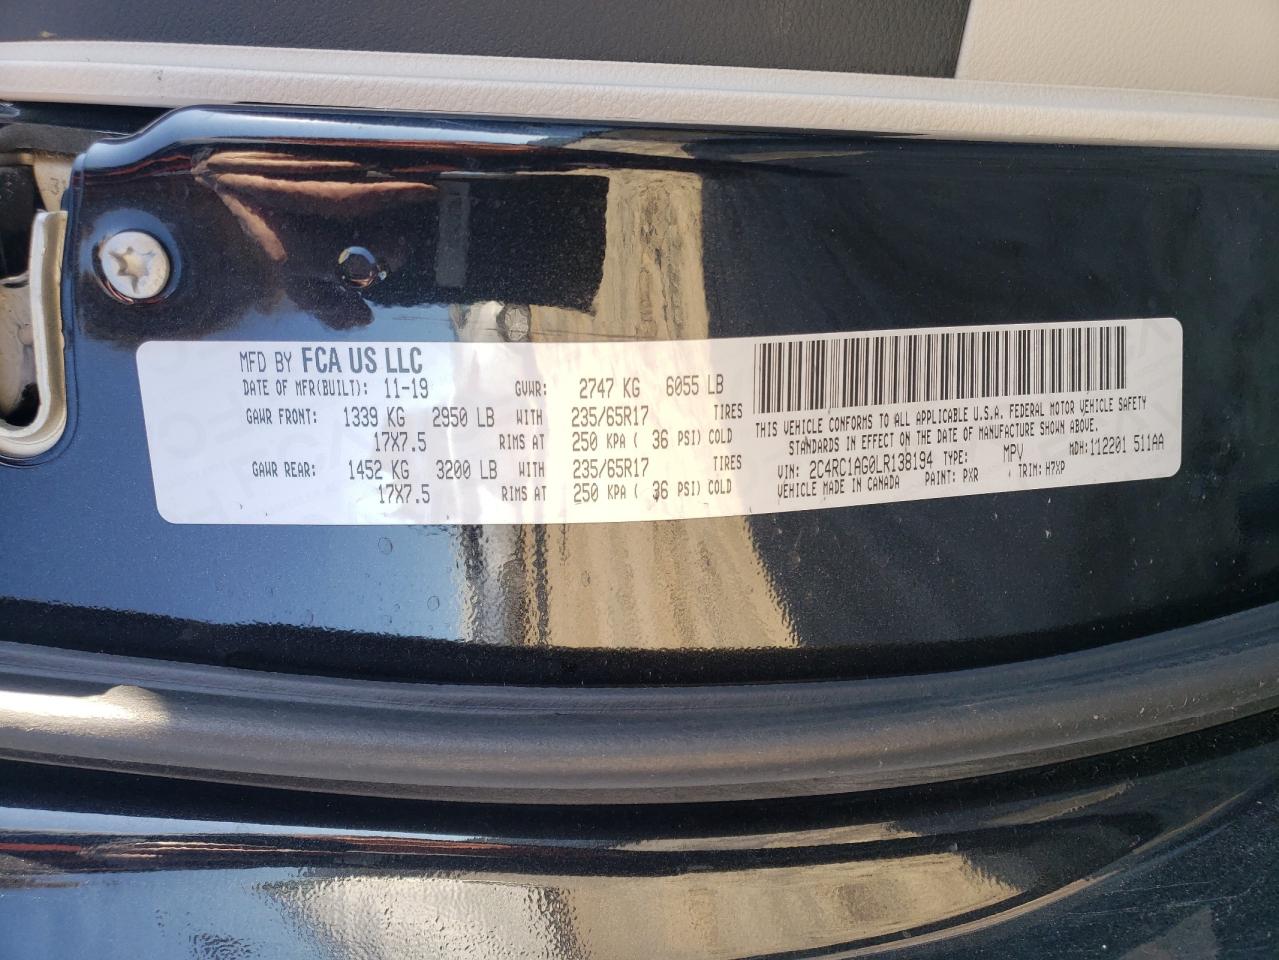 MFD BY FCA US LLC
DATE OF MFR(BUILT): 11-19 GVWR: 2747 KG 6055 LB
GAWR FRONT: 1339 KG 2950 LB WITH 235/65R17 TIRES
17X7.5 RIMS AT 250 KPA ( 36 PSI) COLD
GAWR REAR: 1452 KG 3200 LB WITH 235/65R17 TIRES
17X7.5 RIMS AT 250 KPA ( 36 PSI) COLD
THIS VEHICLE CONFORMS TO ALL APPLICABLE U.S.A. FEDERAL MOTOR VEHICLE SAFETY
STANDARDS IN EFFECT ON THE DATE OF MANUFACTURE SHOWN ABOVE.
VIN: 2C4RC1AG0LR138194 TYPE: MPV MDH:112201 511AA
VEHICLE MADE IN CANADA PAINT: PXR TRIM: H7XP